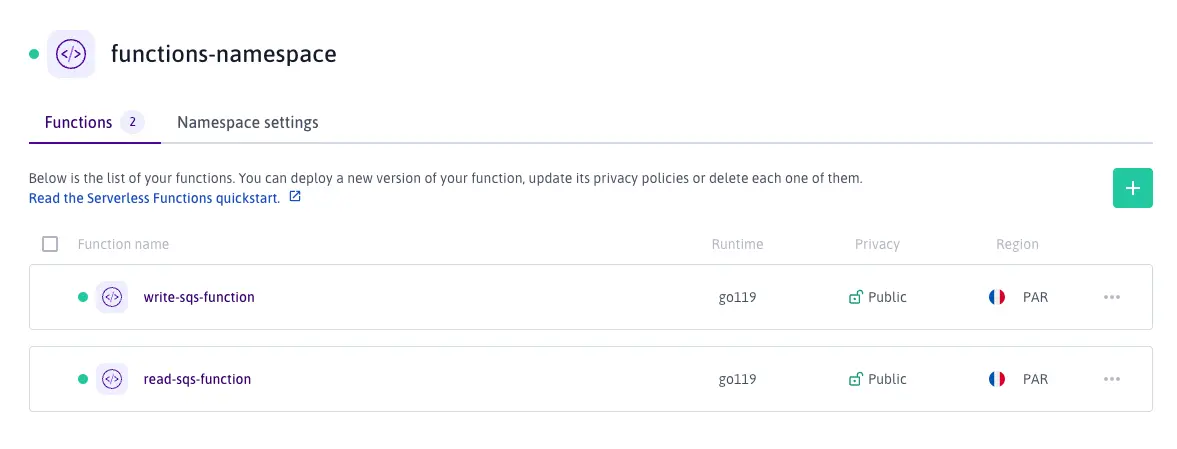 functions-namespace
Functions 2 Namespace settings
Below is the list of your functions. You can deploy a new version of your function, update its privacy policies or delete each one of them.
Read the Serverless Functions quickstart.
Function name Runtime Privacy Region
write-sqs-function go119 Public PAR
read-sqs-function go119 Public PAR